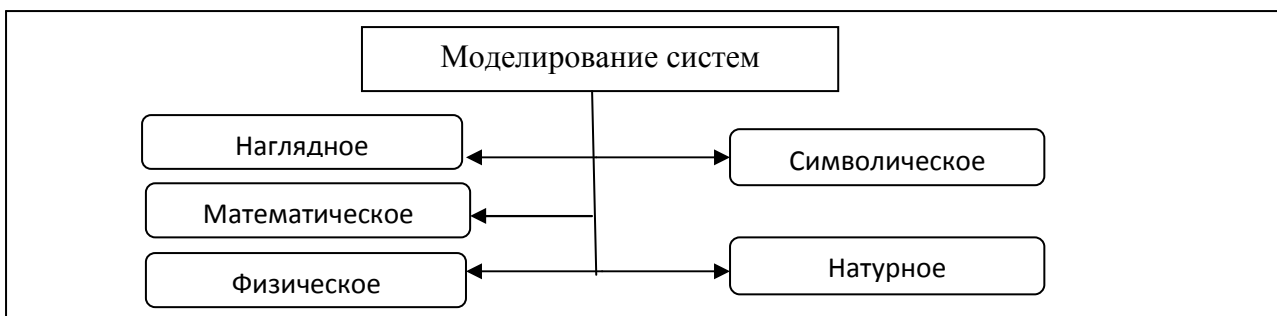 Моделирование систем
Наглядное
Символическое
Математическое
Физическое
Натурное